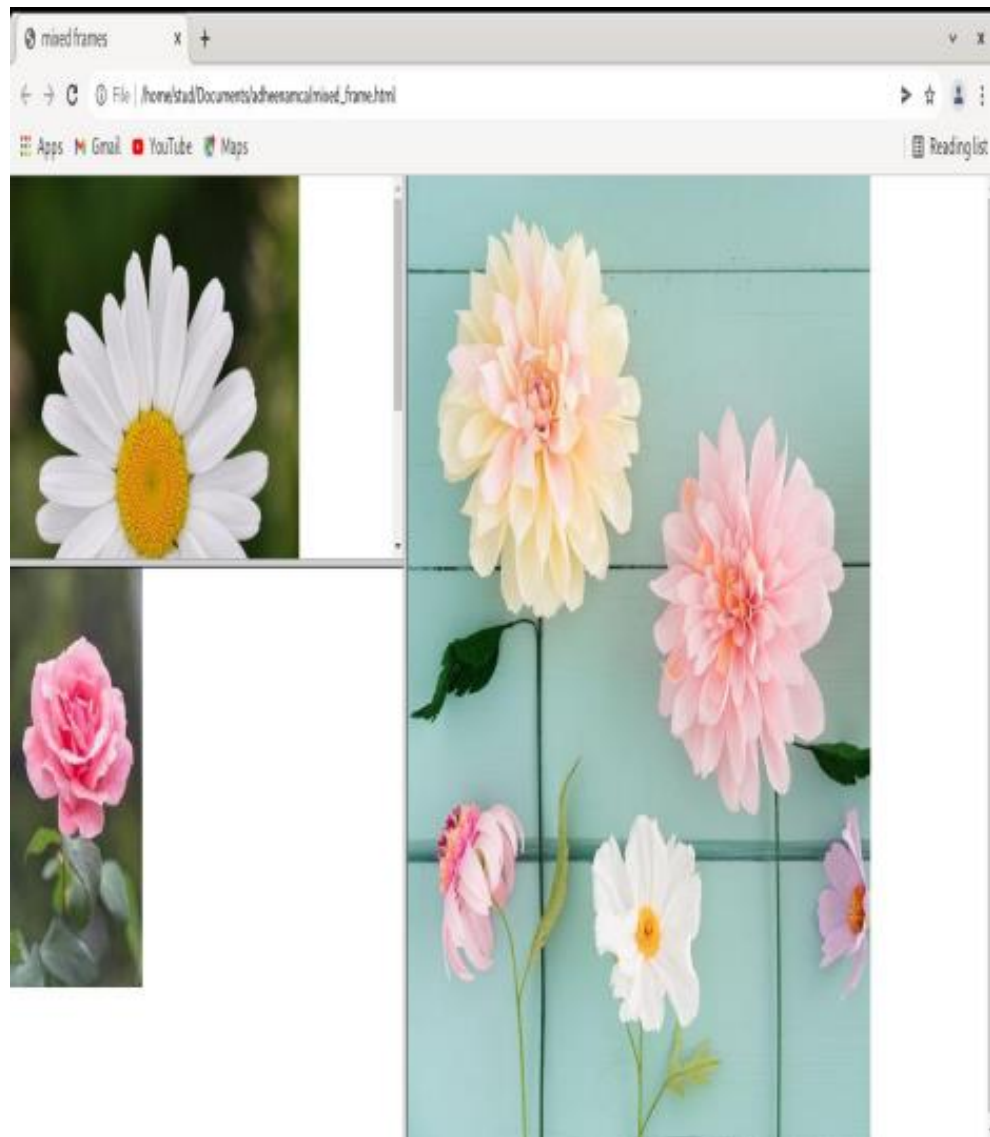 mixed frames x +
File | /home/stud/Documents/adheenamca/mixed_frame.html
Apps Gmail YouTube Maps Reading list